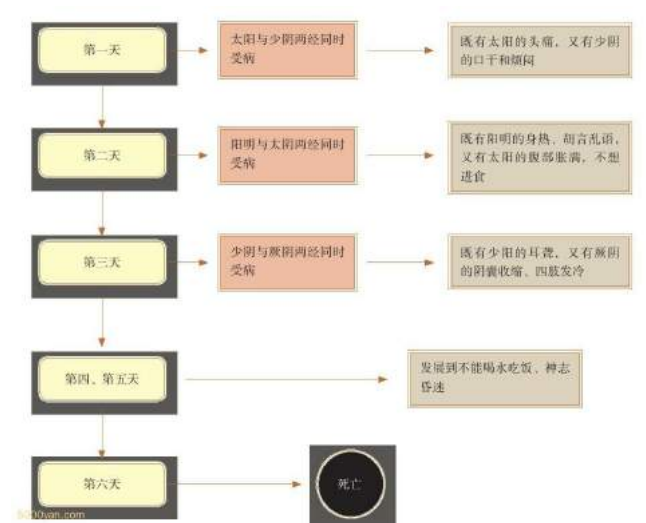 第一天
太阳与少阴两经同时
受病
既有太阳的头痛，又有少阴
的口干和烦闷
第二天
阳明与太阴两经同时
受病
既有阳明的身热、胡言乱语，
又有太阳的腹部胀满，不想
进食
第三天
少阴与厥阴两经同时
受病
既有少阳的耳聋，又有厥阴
的阴囊收缩、四肢发冷
第四、第五天
发展到不能喝水吃饭、神志
昏迷
第六天
死亡
5000yan.com